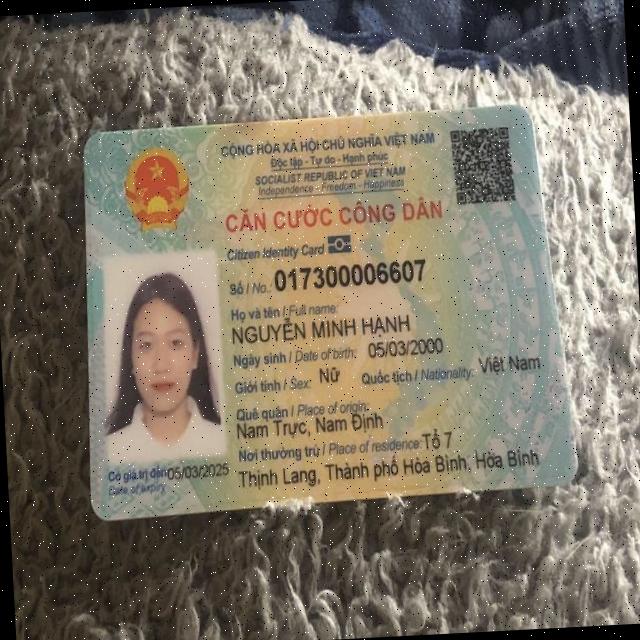 CỘNG HÒA XÃ HỘI CHỦ NGHĨA VIỆT NAM
Độc lập - Tự do - Hạnh phúc
SOCIALIST REPUBLIC OF VIET NAM
Independence - Freedom - Happiness
CĂN CƯỚC CÔNG DÂN
Citizen Identity Card
Số / No.: 017300006607
Họ và tên / Full name:
NGUYỄN MINH HẠNH
Ngày sinh / Date of birth: 05/03/2000
Giới tính / Sex: Nữ Quốc tịch / Nationality: Việt Nam
Quê quán / Place of origin:
Nam Trực, Nam Định
Nơi thường trú / Place of residence: Tổ 7
Thịnh Lang, Thành phố Hòa Bình, Hòa Bình
Có giá trị đến 05/03/2025
Date of expiry